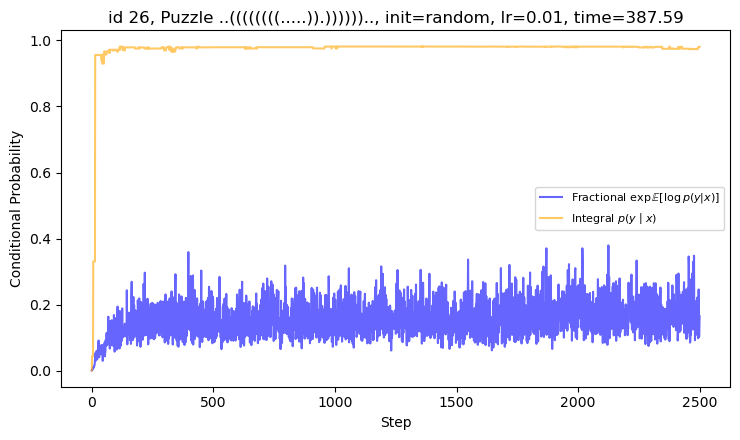 id 26, Puzzle ..((((((((.....)).)))))).., init=random, lr=0.01, time=387.59
1.0
0.8
0.6
0.4
0.2
0.0
Conditional Probability
Fractional exp𝔼[log p(y|x)]
Integral p(y | x)
0
500
1000
1500
2000
2500
Step